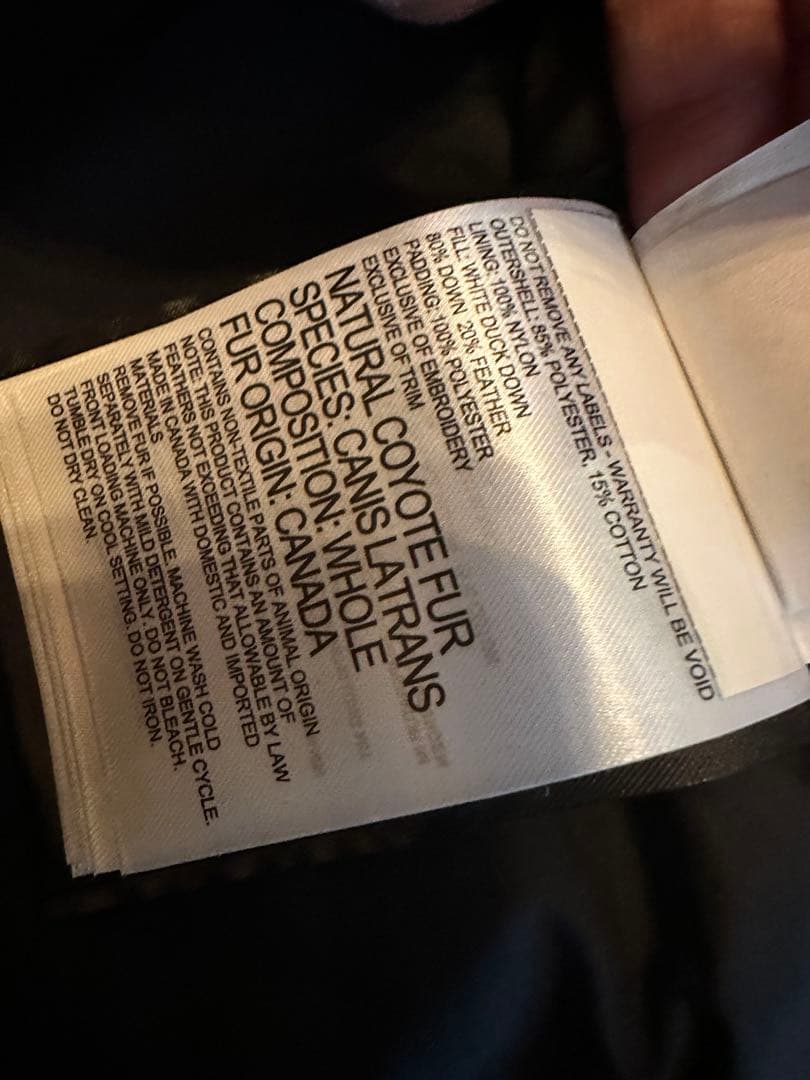 DO NOT REMOVE ANY LABELS - WARRANTY WILL BE VOID
OUTERSHELL: 85% POLYESTER, 15% COTTON
LINING: 100% NYLON
FILL: WHITE DUCK DOWN
80% DOWN 20% FEATHER
PADDING: 100% POLYESTER
EXCLUSIVE OF EMBROIDERY
EXCLUSIVE OF TRIM
NATURAL COYOTE FUR
SPECIES: CANIS LATRANS
COMPOSITION: WHOLE
FUR ORIGIN: CANADA
CONTAINS NON-TEXTILE PARTS OF ANIMAL ORIGIN
NOTE: THIS PRODUCT CONTAINS AN AMOUNT OF
FEATHERS NOT EXCEEDING THAT ALLOWABLE BY LAW
MADE IN CANADA WITH DOMESTIC AND IMPORTED
MATERIALS
REMOVE FUR IF POSSIBLE. MACHINE WASH COLD
SEPARATELY WITH MILD DETERGENT ON GENTLE CYCLE.
FRONT LOADING MACHINE ONLY. DO NOT BLEACH.
TUMBLE DRY ON COOL SETTING. DO NOT IRON.
DO NOT DRY CLEAN.